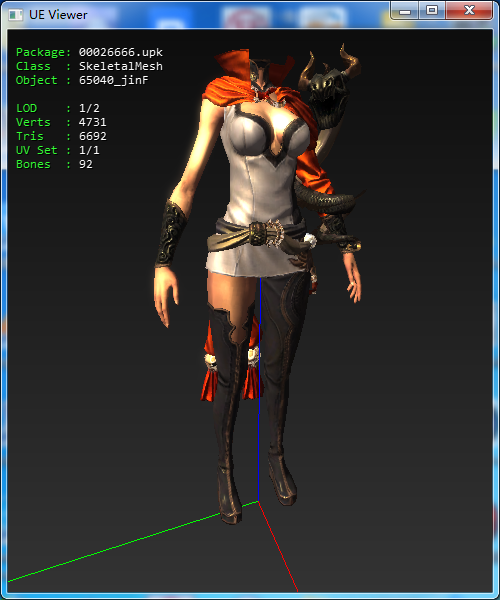 UE Viewer
Package: 00026666.upk
Class  : SkeletalMesh
Object : 65040_jinF
LOD    : 1/2
Verts  : 4731
Tris   : 6692
UV Set : 1/1
Bones  : 92